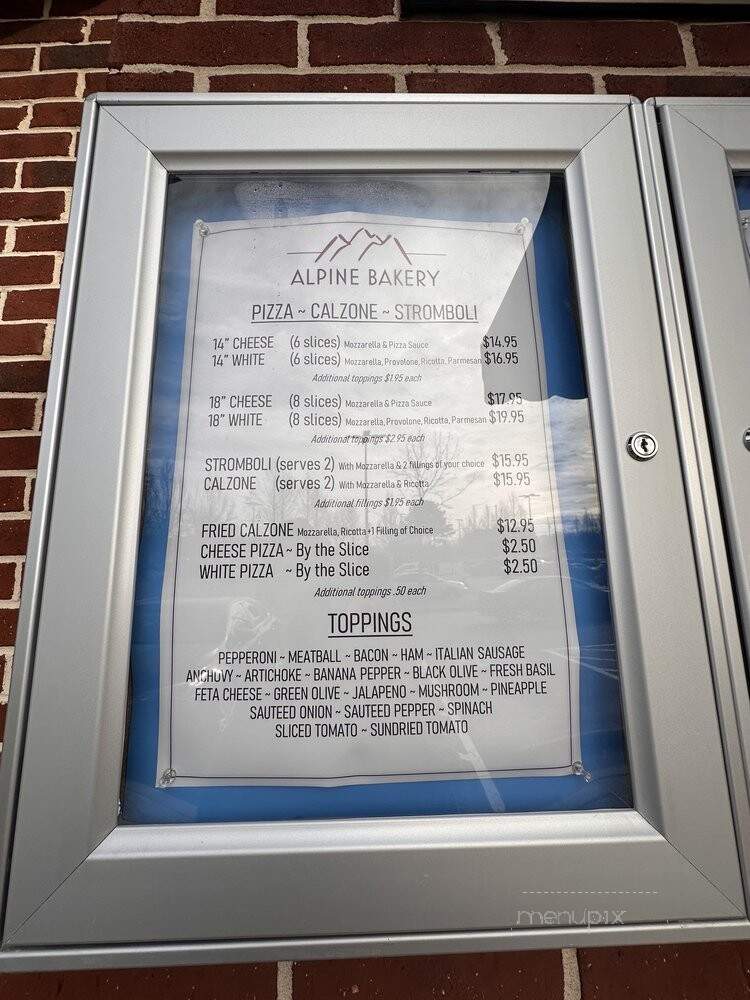 ALPINE BAKERY
PIZZA ~ CALZONE ~ STROMBOLI
14" CHEESE (6 slices) Mozzarella & Pizza Sauce $14.95
14" WHITE (6 slices) Mozzarella, Provolone, Ricotta, Parmesan $16.95
Additional toppings $1.95 each
18" CHEESE (8 slices) Mozzarella & Pizza Sauce $17.95
18" WHITE (8 slices) Mozzarella, Provolone, Ricotta, Parmesan $19.95
Additional toppings $2.95 each
STROMBOLI (serves 2) With Mozzarella & 2 fillings of your choice $15.95
CALZONE (serves 2) With Mozzarella & Ricotta $15.95
Additional fillings $1.95 each
FRIED CALZONE Mozzarella, Ricotta +1 Filling of Choice $12.95
CHEESE PIZZA ~ By the Slice $2.50
WHITE PIZZA ~ By the Slice $2.50
Additional toppings .50 each
TOPPINGS
PEPPERONI ~ MEATBALL ~ BACON ~ HAM ~ ITALIAN SAUSAGE
ANCHOVY ~ ARTICHOKE ~ BANANA PEPPER ~ BLACK OLIVE ~ FRESH BASIL
FETA CHEESE ~ GREEN OLIVE ~ JALAPENO ~ MUSHROOM ~ PINEAPPLE
SAUTEED ONION ~ SAUTEED PEPPER ~ SPINACH
SLICED TOMATO ~ SUNDRIED TOMATO
menupix